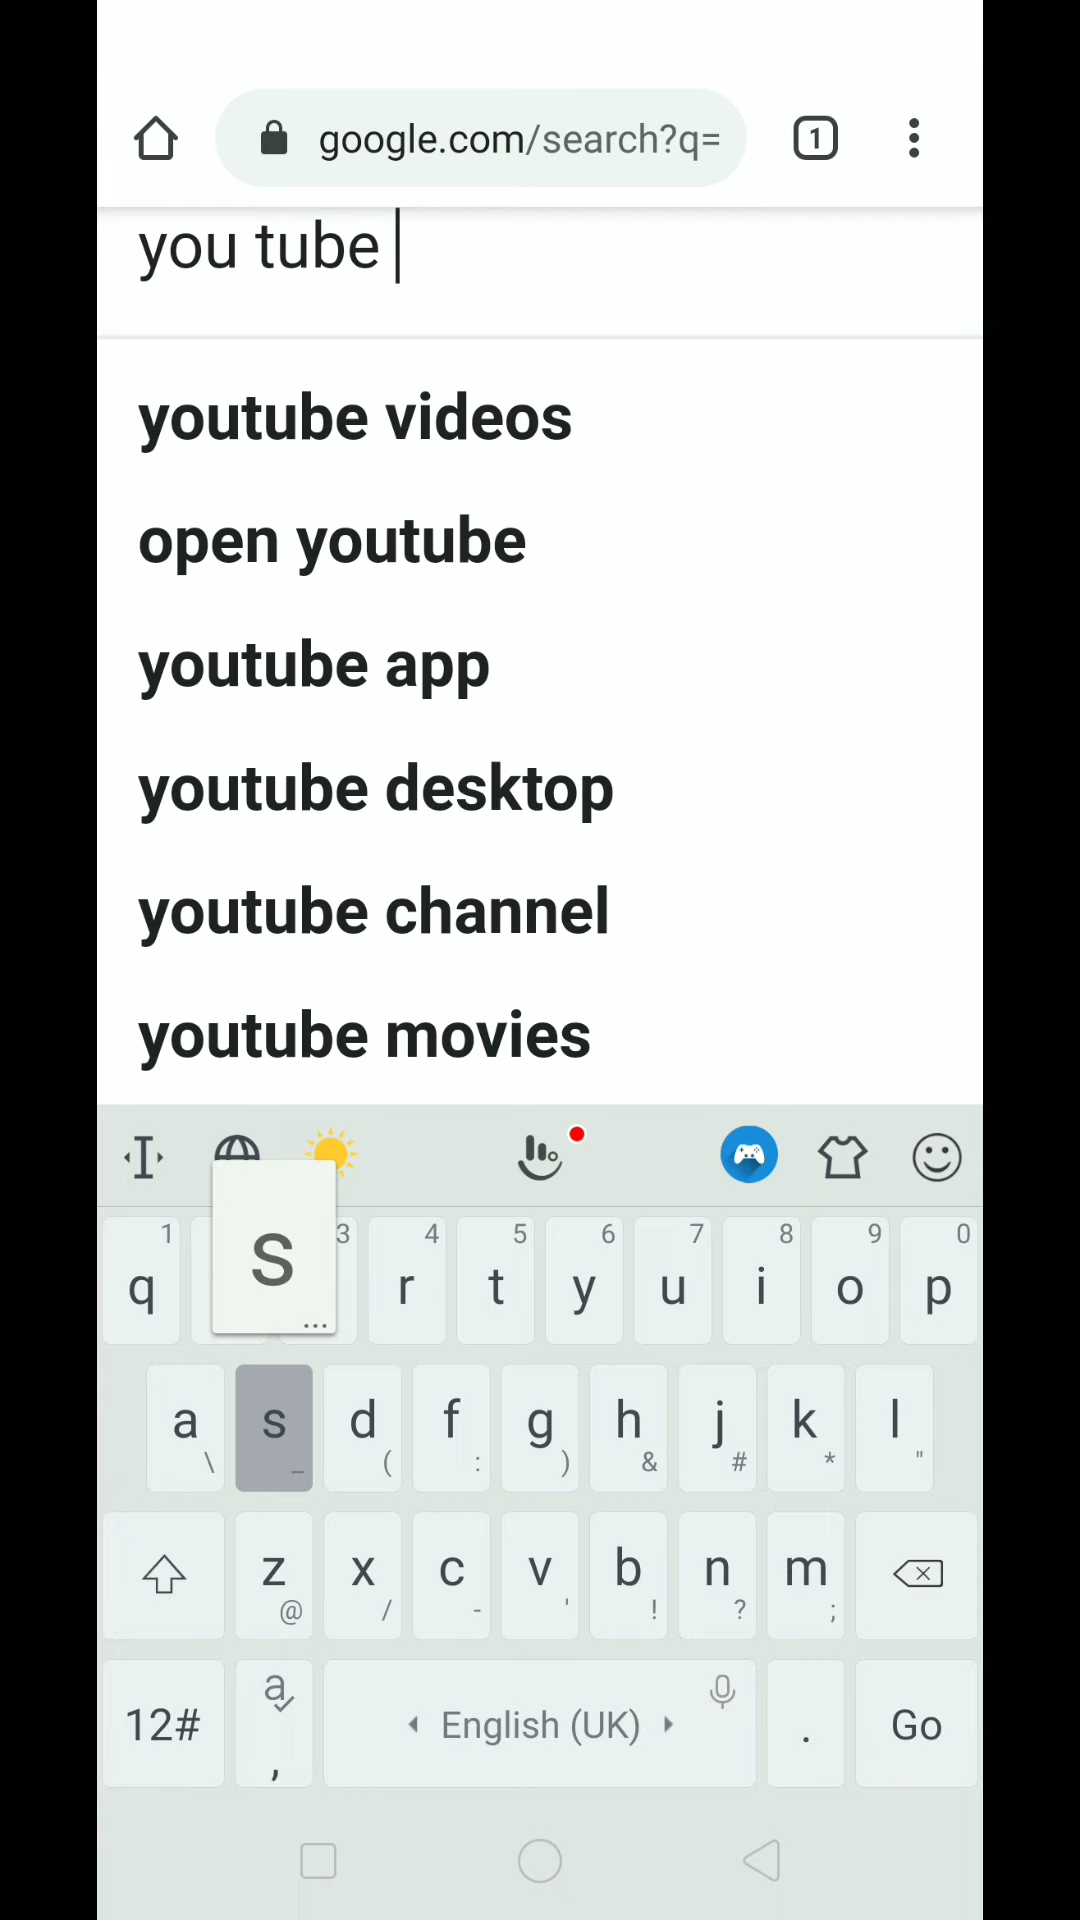 google.com/search?q=
1
you tube
youtube videos
open youtube
youtube app
youtube desktop
youtube channel
youtube movies
s
...
1 3 4 5 6 7 8 9 0
q r t y u i o p
a s d f g h j k l
\ _ ( : ) & # * "
z x c v b n m
@ / - ' ! ? ;
12# a , English (UK) . Go